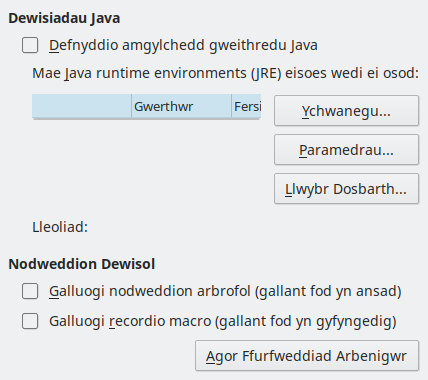 Dewisiadau Java
Defnyddio amgylchedd gweithredu Java
Mae Java runtime environments (JRE) eisoes wedi ei osod:
Gwerthwr Fersi
Ychwanegu...
Paramedrau...
Llwybr Dosbarth...
Lleoliad:
Nodweddion Dewisol
Galluogi nodweddion arbrofol (gallant fod yn ansad)
Galluogi recordio macro (gallant fod yn gyfyngedig)
Agor Ffurfweddiad Arbenigwr